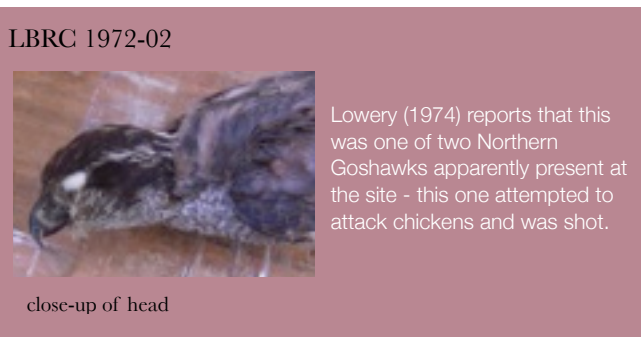 LBRC 1972-02
Lowery (1974) reports that this
was one of two Northern
Goshawks apparently present at
the site - this one attempted to
attack chickens and was shot.
close-up of head